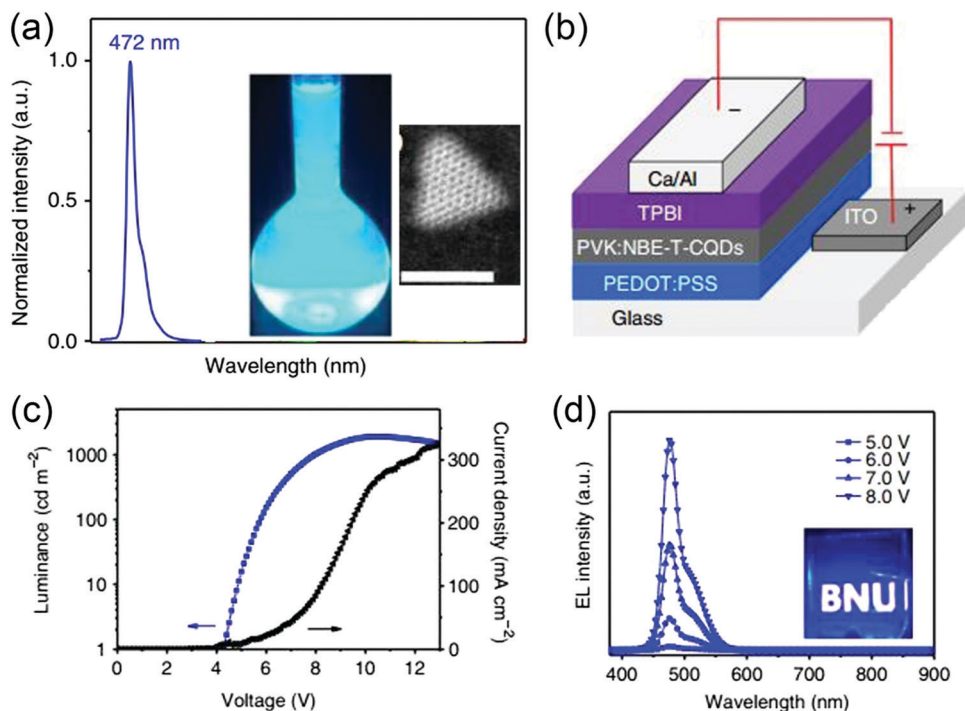 (a)
472 nm
Normalized intensity (a.u.)
1.0
0.5
0.0
Wavelength (nm)
(b)
−
Ca/Al
TPBI
PVK:NBE-T-CQDs
PEDOT:PSS
Glass
ITO
+
(c)
Luminance (cd m⁻²)
1000
100
10
1
0 2 4 6 8 10 12
Voltage (V)
300
200
100
0
Current density (mA cm⁻²)
(d)
EL intensity (a.u.)
5.0 V
6.0 V
7.0 V
8.0 V
BNU
400 500 600 700 800 900
Wavelength (nm)